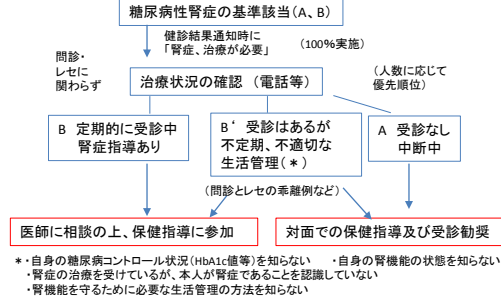 糖尿病性腎症の基準該当（A、B）
健診結果通知時に
「腎症、治療が必要」
（100％実施）
問診・
レセに
関わらず
治療状況の確認 （電話等）
（人数に応じて
優先順位）
B 定期的に受診中
腎症指導あり
B‘ 受診はあるが
不定期、不適切な
生活管理（＊）
A 受診なし
中断中
（問診とレセの乖離例など）
医師に相談の上、保健指導に参加
対面での保健指導及び受診勧奨
＊・自身の糖尿病コントロール状況（HbA1c値等）を知らない ・自身の腎機能の状態を知らない
・腎症の治療を受けているが、本人が腎症であることを認識していない
・腎機能を守るために必要な生活管理の方法を知らない